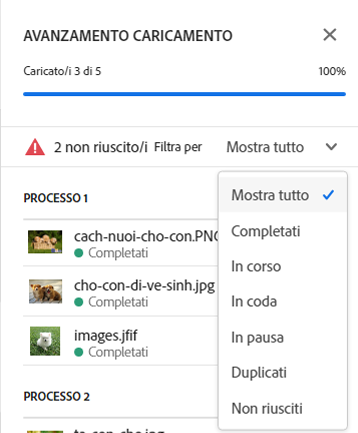 AVANZAMENTO CARICAMENTO
Caricato/i 3 di 5 100%
2 non riuscito/i Filtra per Mostra tutto
PROCESSO 1
Mostra tutto
cach-nuoi-cho-con.PNG
Completati
Completati
In corso
cho-con-di-ve-sinh.jpg
Completati
In coda
images.jfif
Completati
In pausa
Duplicati
PROCESSO 2
Non riusciti